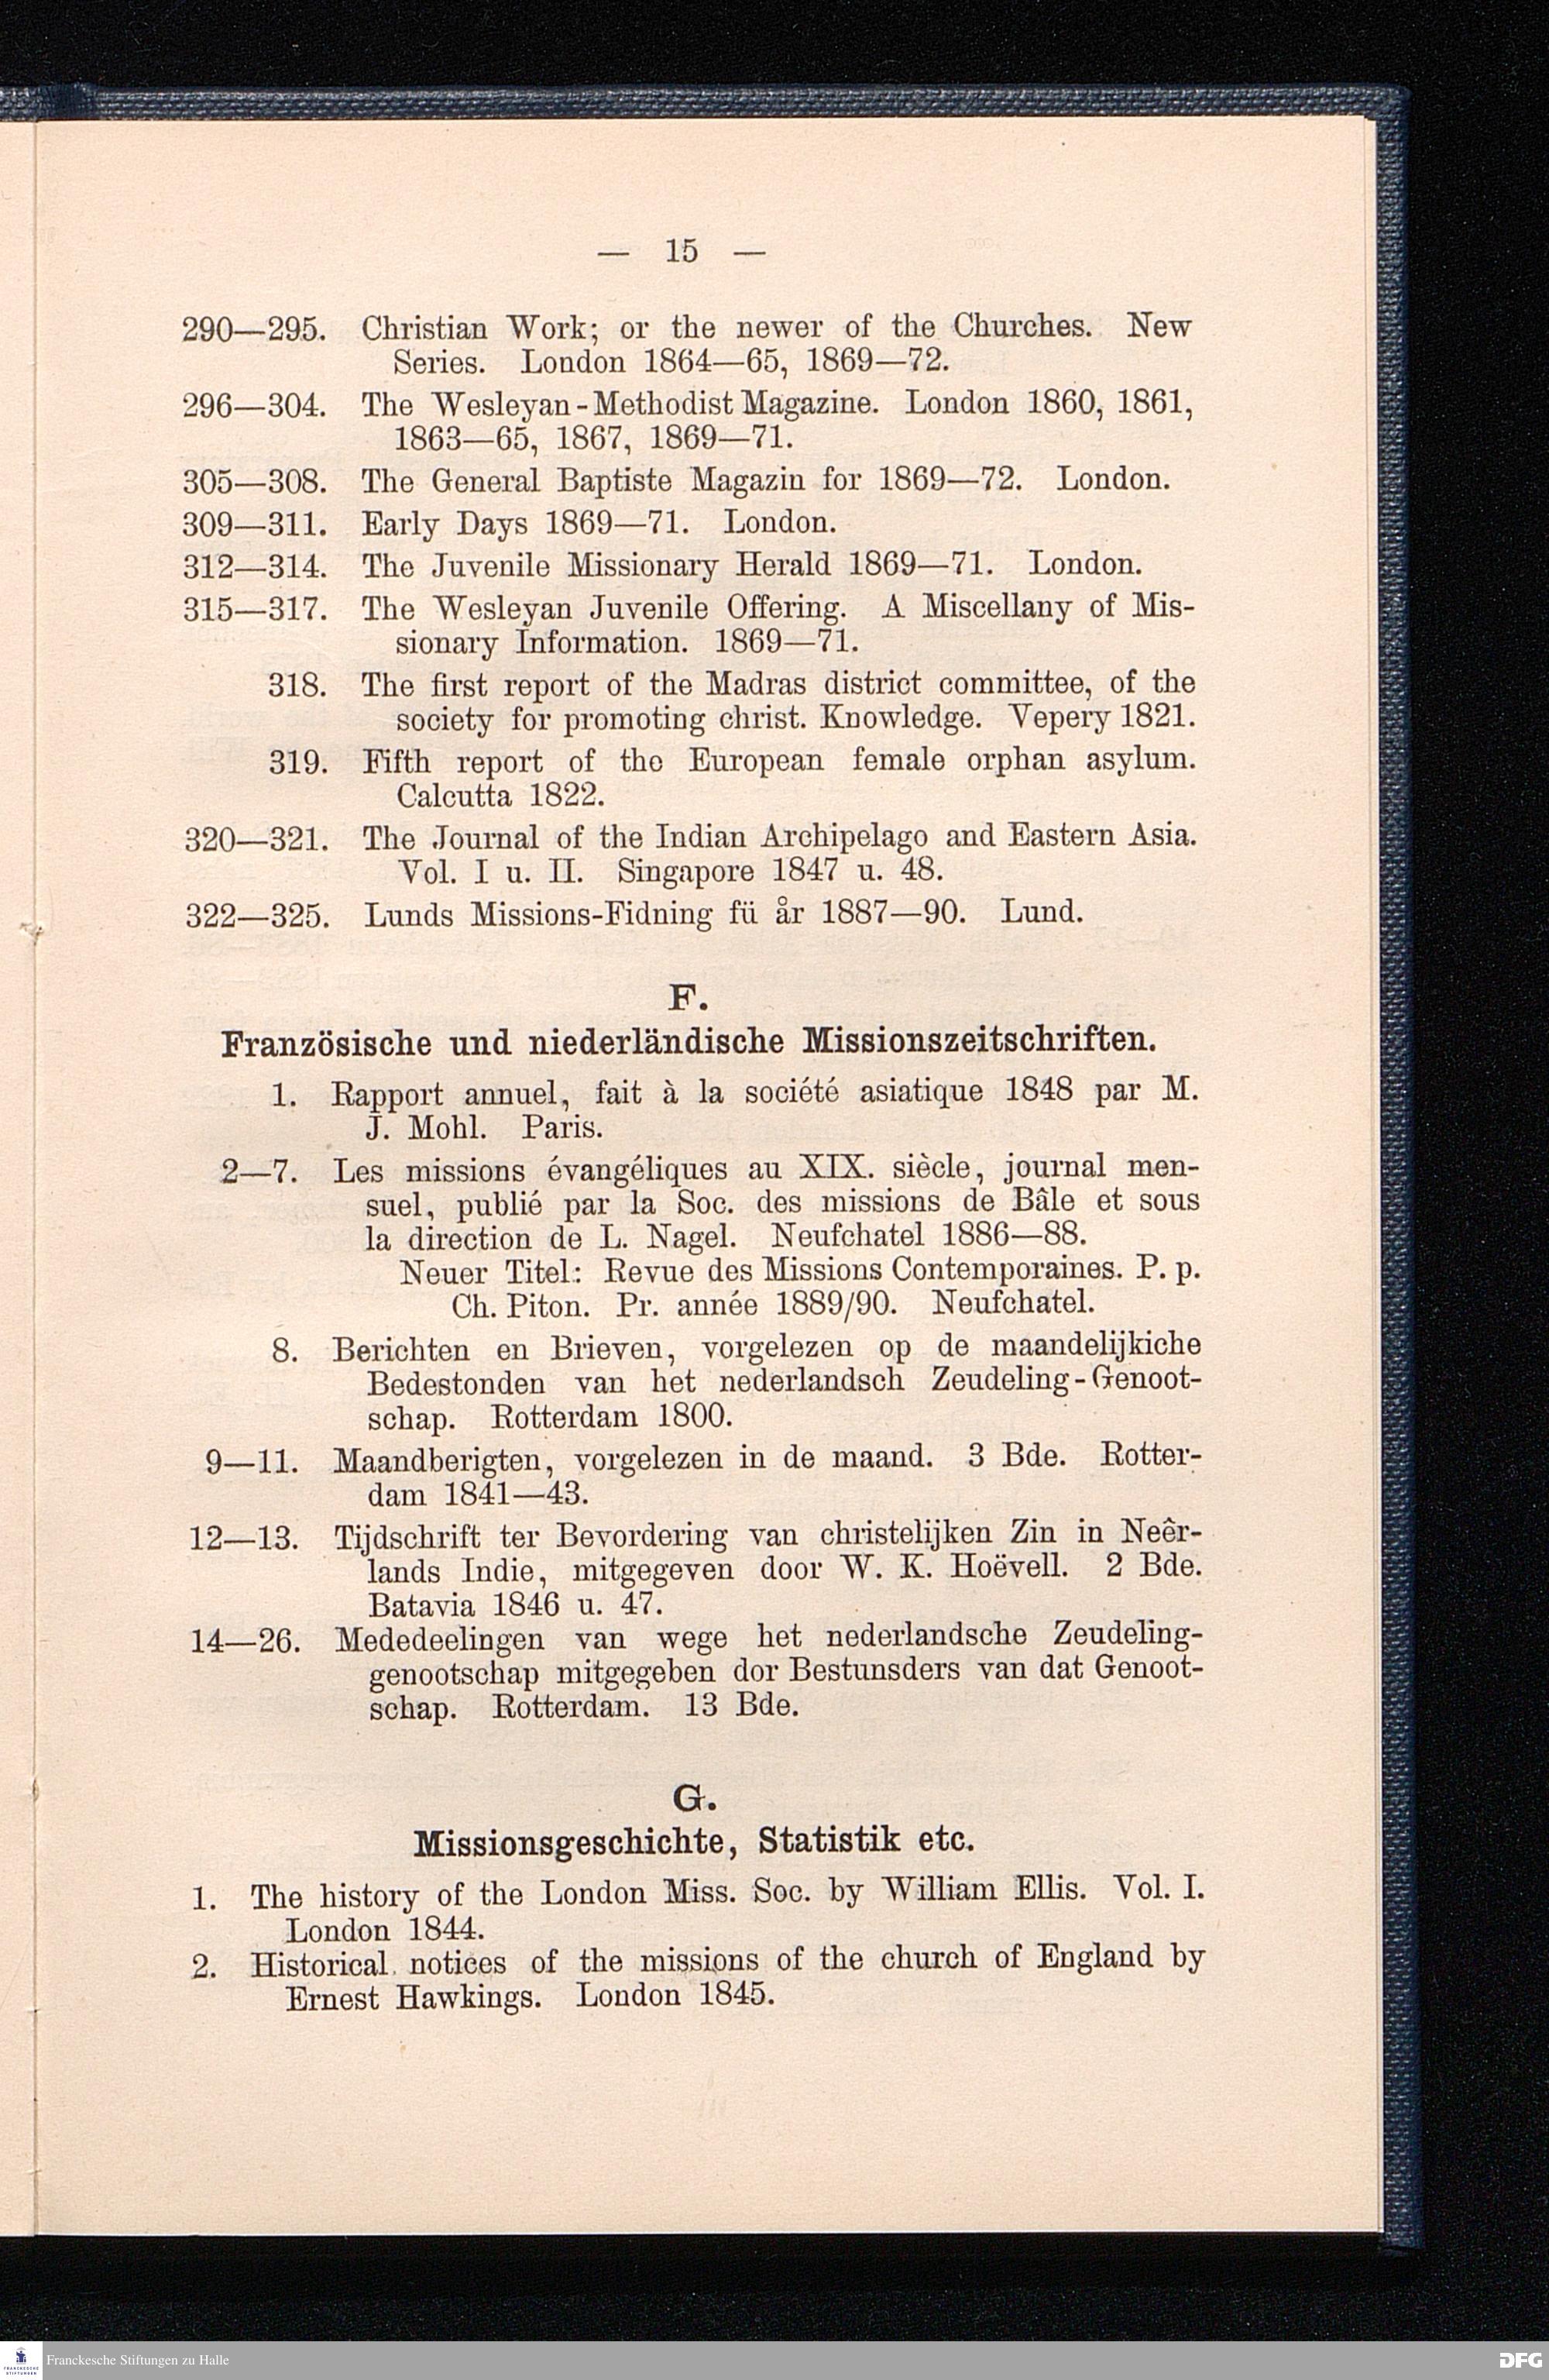 — 15 —
290—295. Christian Work; or the newer of the Churches. New
Series. London 1864—65, 1869—72.
296—304. The Wesleyan-Methodist Magazine. London 1860, 1861,
1863—65, 1867, 1869—71.
305—308. The General Baptiste Magazin for 1869—72. London.
309—311. Early Days 1869—71. London.
312—314. The Juvenile Missionary Herald 1869—71. London.
315—317. The Wesleyan Juvenile Offering. A Miscellany of Mis-
sionary Information. 1869—71.
318. The first report of the Madras district committee, of the
society for promoting christ. Knowledge. Vepery 1821.
319. Fifth report of the European female orphan asylum.
Calcutta 1822.
320—321. The Journal of the Indian Archipelago and Eastern Asia.
Vol. I u. II. Singapore 1847 u. 48.
322—325. Lunds Missions-Fidning fü år 1887—90. Lund.
F.
Französische und niederländische Missionszeitschriften.
1. Rapport annuel, fait à la société asiatique 1848 par M.
J. Mohl. Paris.
2—7. Les missions évangéliques au XIX. siècle, journal men-
suel, publié par la Soc. des missions de Bâle et sous
la direction de L. Nagel. Neufchatel 1886—88.
Neuer Titel: Revue des Missions Contemporaines. P. p.
Ch. Piton. Pr. année 1889/90. Neufchatel.
8. Berichten en Brieven, vorgelezen op de maandelijkiche
Bedestonden van het nederlandsch Zeudeling-Genoot-
schap. Rotterdam 1800.
9—11. Maandberigten, vorgelezen in de maand. 3 Bde. Rotter-
dam 1841—43.
12—13. Tijdschrift ter Bevordering van christelijken Zin in Neêr-
lands Indie, mitgegeven door W. K. Hoëvell. 2 Bde.
Batavia 1846 u. 47.
14—26. Mededeelingen van wege het nederlandsche Zeudeling-
genootschap mitgegeben dor Bestunsders van dat Genoot-
schap. Rotterdam. 13 Bde.
G.
Missionsgeschichte, Statistik etc.
1. The history of the London Miss. Soc. by William Ellis. Vol. I.
London 1844.
2. Historical notices of the missions of the church of England by
Ernest Hawkings. London 1845.
FRANCKESCHE
STIFTUNGEN
Franckesche Stiftungen zu Halle
DFG